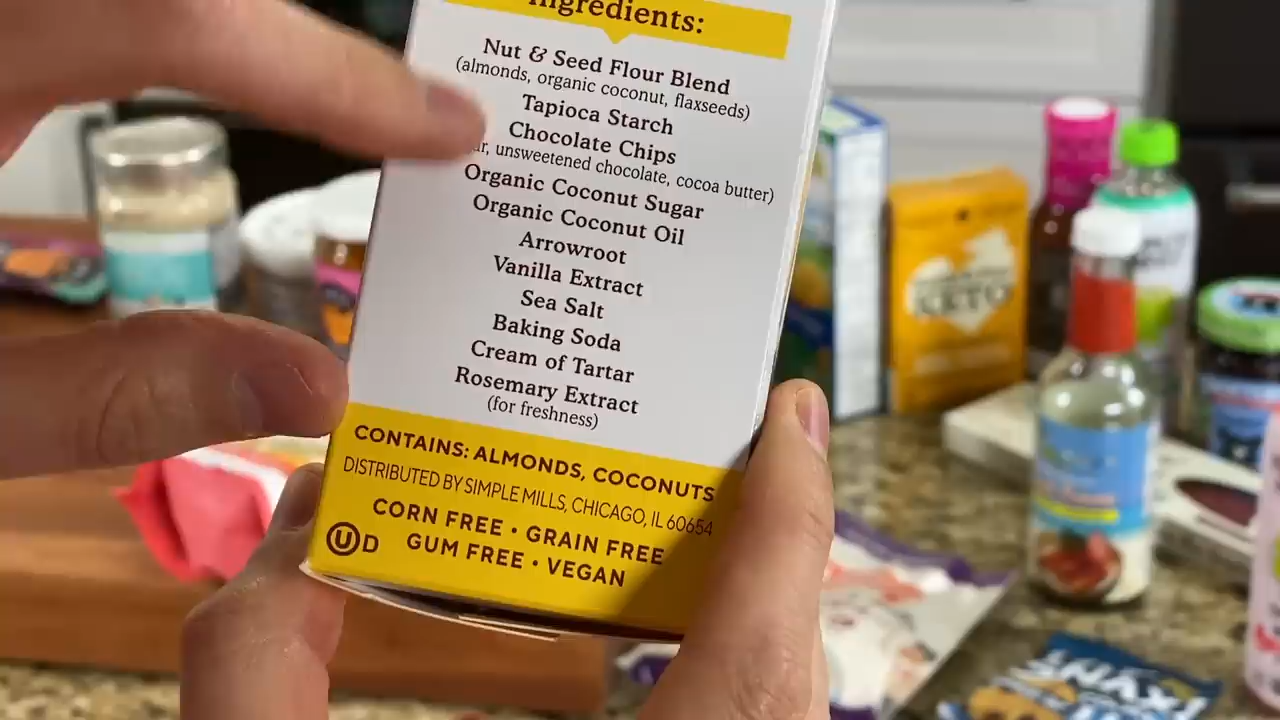 Ingredients:
Nut & Seed Flour Blend
(almonds, organic coconut, flaxseeds)
Tapioca Starch
Chocolate Chips
unsweetened chocolate, cocoa butter)
Organic Coconut Sugar
Organic Coconut Oil
Arrowroot
Vanilla Extract
Sea Salt
Baking Soda
Cream of Tartar
Rosemary Extract
(for freshness)
CONTAINS: ALMONDS, COCONUTS
DISTRIBUTED BY SIMPLE MILLS, CHICAGO, IL 60654
CORN FREE • GRAIN FREE
GUM FREE • VEGAN
U D
KETO